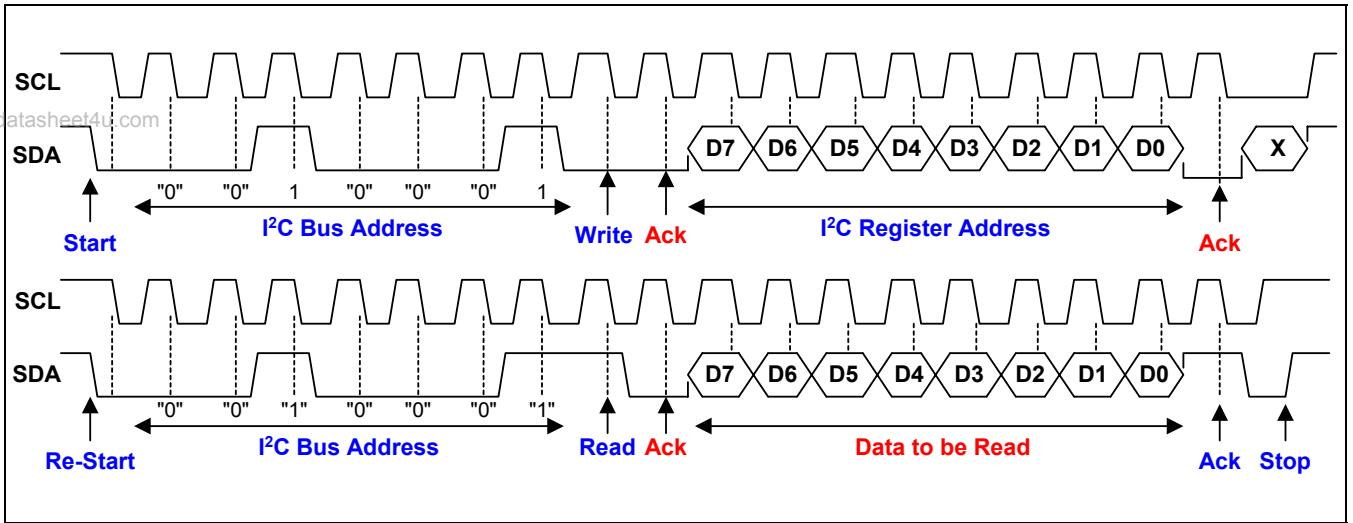 SCL
datasheet4u.com
SDA
D7 D6 D5 D4 D3 D2 D1 D0 X
"0" "0" 1 "0" "0" "0" 1
Start I²C Bus Address Write Ack I²C Register Address Ack
SCL
SDA
D7 D6 D5 D4 D3 D2 D1 D0
"0" "0" "1" "0" "0" "0" "1"
Re-Start I²C Bus Address Read Ack Data to be Read Ack Stop